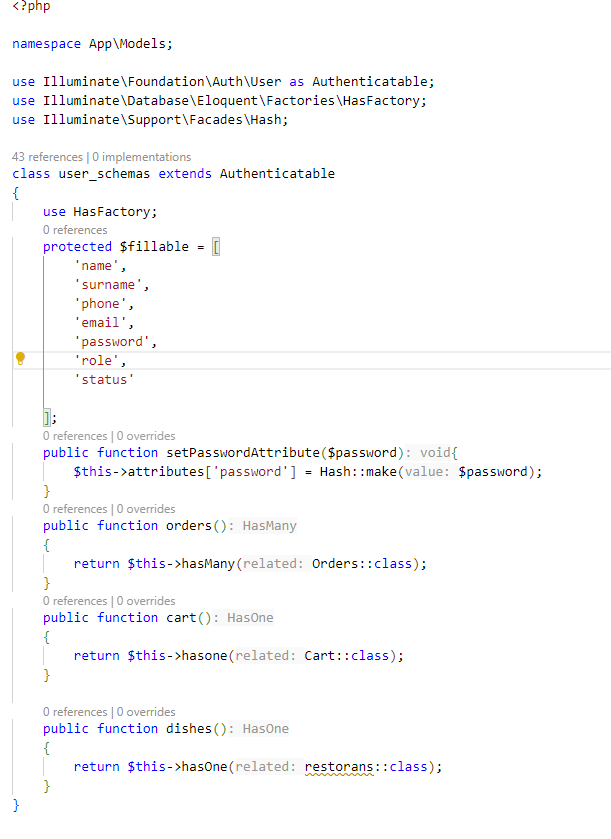 <?php
namespace App\Models;
use Illuminate\Foundation\Auth\User as Authenticatable;
use Illuminate\Database\Eloquent\Factories\HasFactory;
use Illuminate\Support\Facades\Hash;
43 references | 0 implementations
class user_schemas extends Authenticatable
{
use HasFactory;
0 references
protected $fillable = [
'name',
'surname',
'phone',
'email',
'password',
'role',
'status'
];
0 references | 0 overrides
public function setPasswordAttribute($password): void{
$this->attributes['password'] = Hash::make(value: $password);
}
0 references | 0 overrides
public function orders(): HasMany
{
return $this->hasMany(related: Orders::class);
}
0 references | 0 overrides
public function cart(): HasOne
{
return $this->hasone(related: Cart::class);
}
0 references | 0 overrides
public function dishes(): HasOne
{
return $this->hasOne(related: restorans::class);
}
}